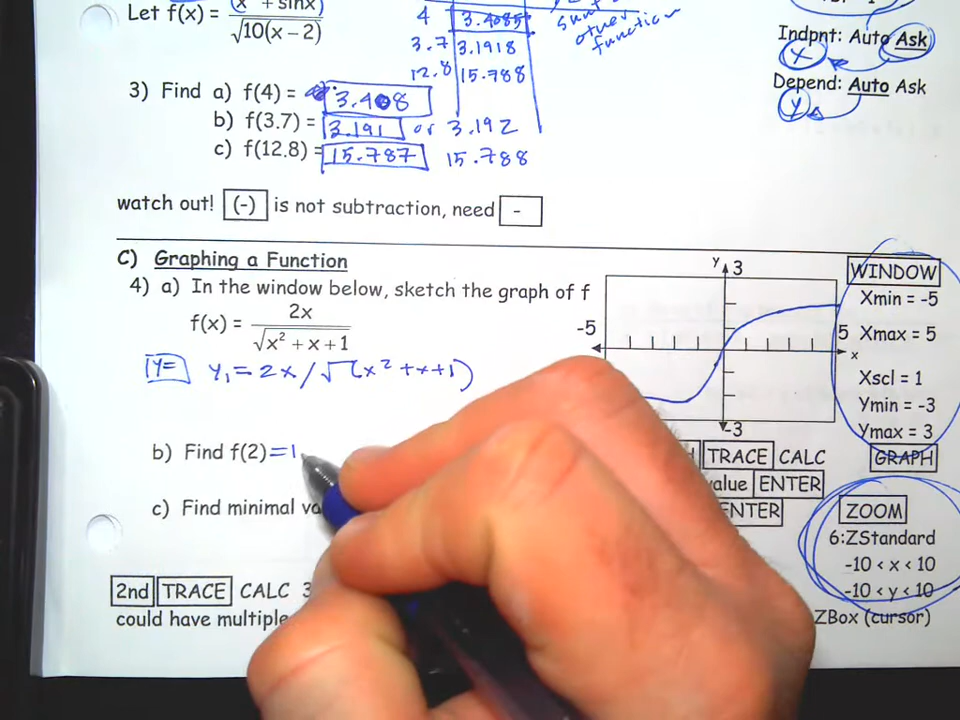 Let f(x) = (x + sinx)
√10(x − 2)
4 3.4085
3.7 3.1918
12.8 15.788
other function
Indpnt: Auto Ask
x
Depend: Auto Ask
y
3) Find a) f(4) = 3.408
b) f(3.7) = 3.191 or 3.192
c) f(12.8) = 15.787 15.788
watch out! (-) is not subtraction, need -
C) Graphing a Function
4) a) In the window below, sketch the graph of f
f(x) = 2x
√x² + x + 1
Y= y₁ = 2x/√(x² + x + 1)
y 3
-5 5
x
-3
WINDOW
Xmin = -5
Xmax = 5
Xscl = 1
Ymin = -3
Ymax = 3
GRAPH
b) Find f(2) = 1.
TRACE CALC
value ENTER
ENTER
c) Find minimal
ZOOM
6:ZStandard
-10 < x < 10
-10 < y < 10
ZBox (cursor)
2nd TRACE CALC 3
could have multiple